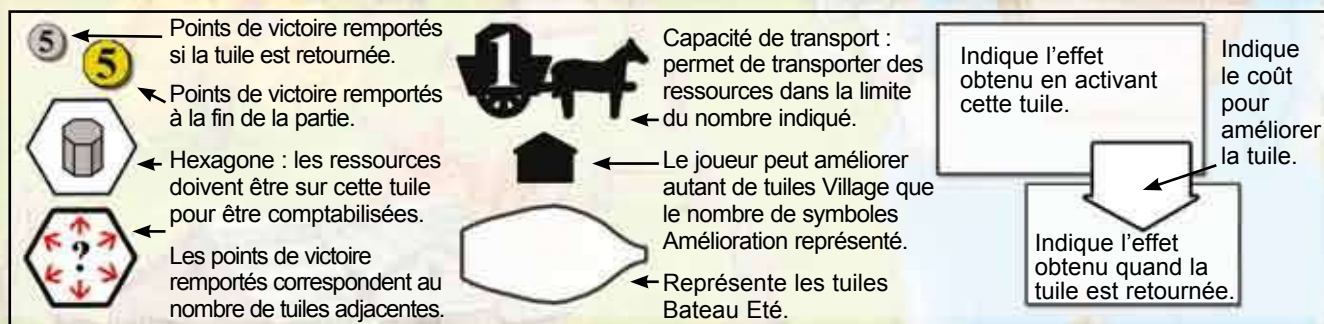 5
5
Points de victoire remportés
si la tuile est retournée.
Points de victoire remportés
à la fin de la partie.
Hexagone : les ressources
doivent être sur cette tuile
pour être comptabilisées.
?
Les points de victoire
remportés correspondent au
nombre de tuiles adjacentes.
1
Capacité de transport :
permet de transporter des
ressources dans la limite
du nombre indiqué.
Le joueur peut améliorer
autant de tuiles Village que
le nombre de symboles
Amélioration représenté.
Représente les tuiles
Bateau Eté.
Indique l’effet
obtenu en activant
cette tuile.
Indique
le coût
pour
améliorer
la tuile.
Indique l’effet
obtenu quand la
tuile est retournée.